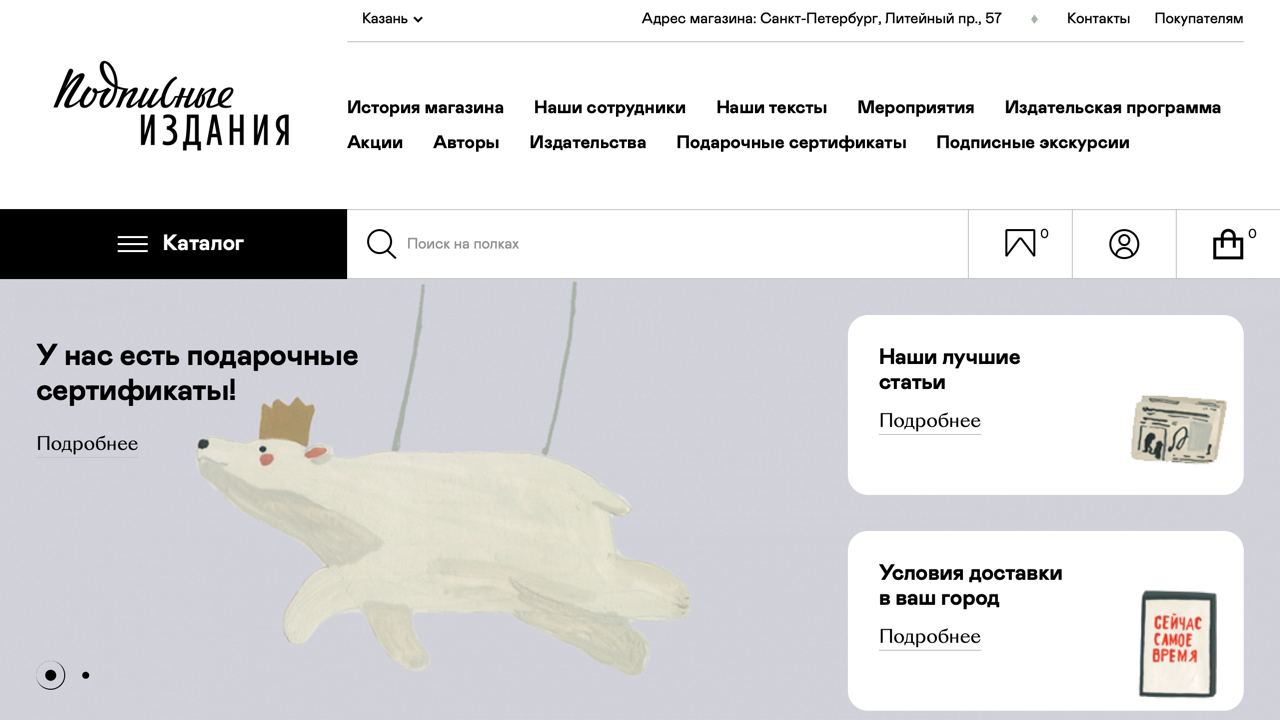 Казань
Адрес магазина: Санкт-Петербург, Литейный пр., 57
Контакты
Покупателям
Подписные
ИЗДАНИЯ
История магазина
Наши сотрудники
Наши тексты
Мероприятия
Издательская программа
Акции
Авторы
Издательства
Подарочные сертификаты
Подписные экскурсии
Каталог
Поиск на полках
0
0
У нас есть подарочные
сертификаты!
Подробнее
Наши лучшие
статьи
Подробнее
Условия доставки
в ваш город
Подробнее
СЕЙЧАС
САМОЕ
ВРЕМЯ